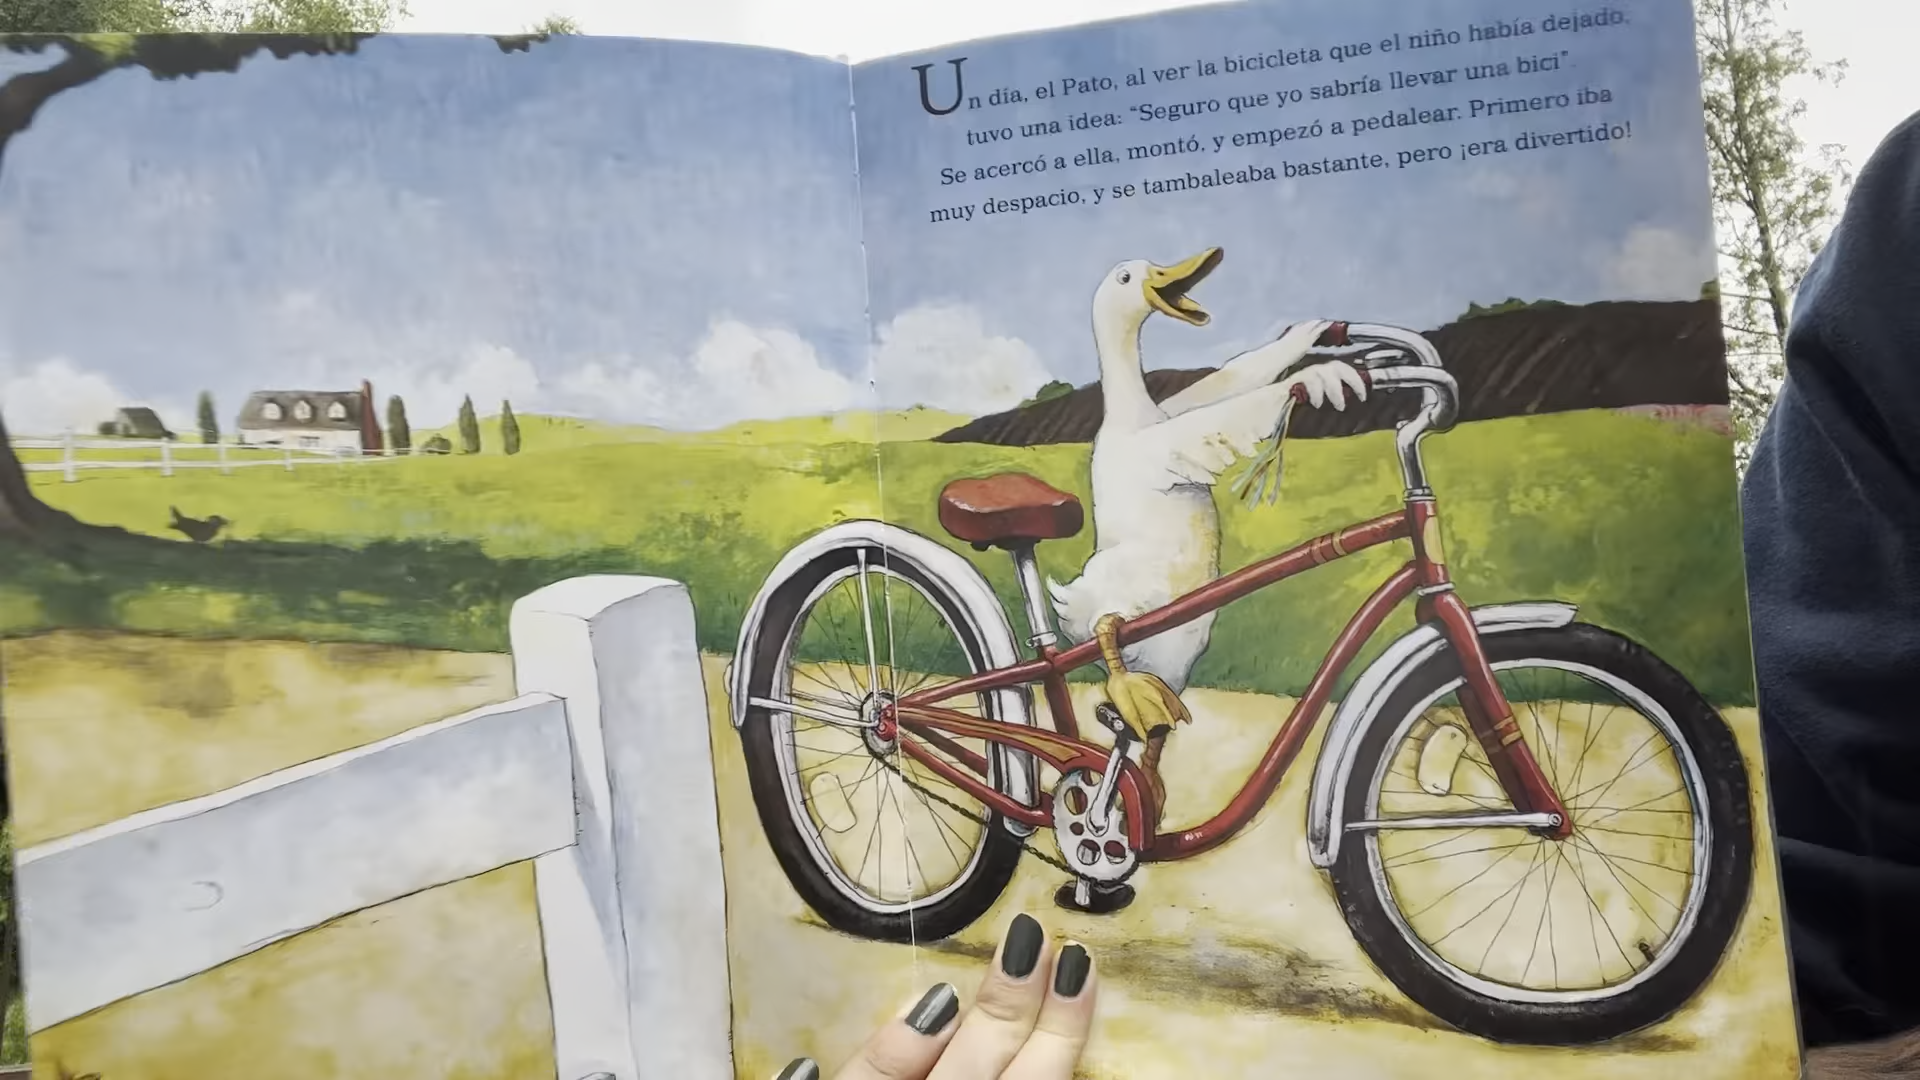 Un día, el Pato, al ver la bicicleta que el niño había dejado,
tuvo una idea: “Seguro que yo sabría llevar una bici”.
Se acercó a ella, montó, y empezó a pedalear. Primero iba
muy despacio, y se tambaleaba bastante, pero ¡era divertido!